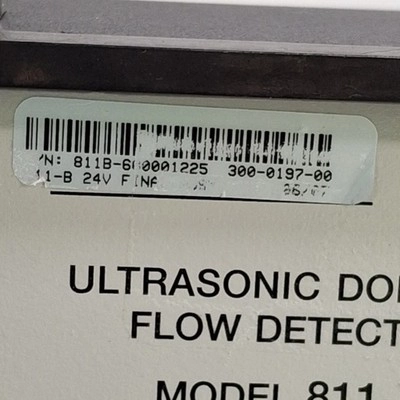 /N: 811B-600001225 300-0197-00
11-B 24V
ULTRASONIC DO
FLOW DETECT
MODEL 811